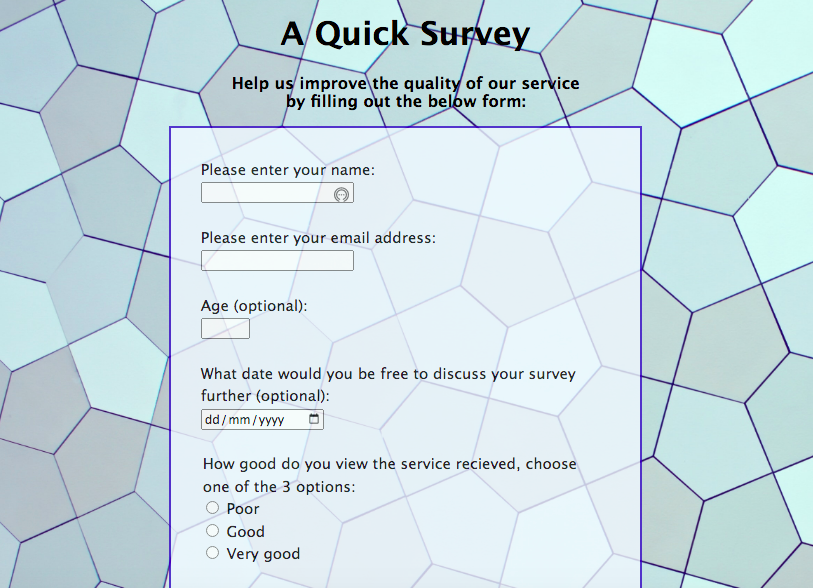 A Quick Survey
Help us improve the quality of our service
by filling out the below form:
Please enter your name:
Please enter your email address:
Age (optional):
What date would you be free to discuss your survey
further (optional):
dd/mm/yyyy
How good do you view the service recieved, choose
one of the 3 options:
Poor
Good
Very good